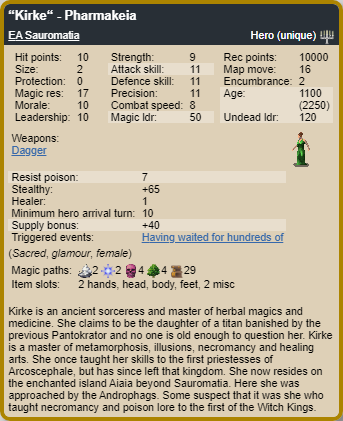 “Kirke“ - Pharmakeia
EA Sauromatia Hero (unique)
Hit points: 10 Strength: 9 Rec points: 10000
Size: 2 Attack skill: 11 Map move: 16
Protection: 0 Defence skill: 11 Encumbrance: 2
Magic res: 17 Precision: 11 Age: 1100
Morale: 10 Combat speed: 8 (2250)
Leadership: 10 Magic ldr: 50 Undead ldr: 120
Weapons:
Dagger
Resist poison: 7
Stealthy: +65
Healer: 1
Minimum hero arrival turn: 10
Supply bonus: +40
Triggered events: Having waited for hundreds of
(Sacred, glamour, female)
Magic paths: 2 2 4 4 29
Item slots: 2 hands, head, body, feet, 2 misc
Kirke is an ancient sorceress and master of herbal magics and
medicine. She claims to be the daughter of a titan banished by the
previous Pantokrator and no one is old enough to question her. Kirke
is a master of metamorphosis, illusions, necromancy and healing
arts. She once taught her skills to the first priestesses of
Arcoscephale, but has since left that kingdom. She now resides on
the enchanted island Aiaia beyond Sauromatia. Here she was
approached by the Androphags. Some suspect that it was she who
taught necromancy and poison lore to the first of the Witch Kings.